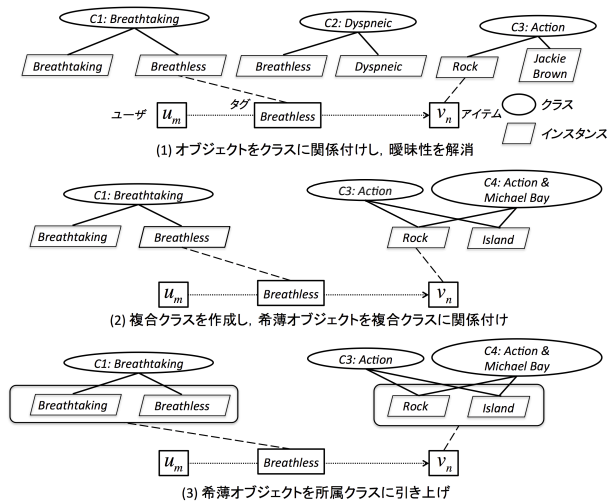 C1: Breathtaking
C2: Dyspneic
C3: Action
Breathtaking
Breathless
Breathless
Dyspneic
Rock
Jackie
Brown
ユーザ
u_m
タグ
Breathless
v_n
アイテム
クラス
インスタンス
(1) オブジェクトをクラスに関係付けし，曖昧性を解消
C1: Breathtaking
C3: Action
C4: Action &
Michael Bay
Breathtaking
Breathless
Rock
Island
u_m
Breathless
v_n
(2) 複合クラスを作成し，希薄オブジェクトを複合クラスに関係付け
C1: Breathtaking
C3: Action
C4: Action &
Michael Bay
Breathtaking
Breathless
Rock
Island
u_m
Breathless
v_n
(3) 希薄オブジェクトを所属クラスに引き上げ